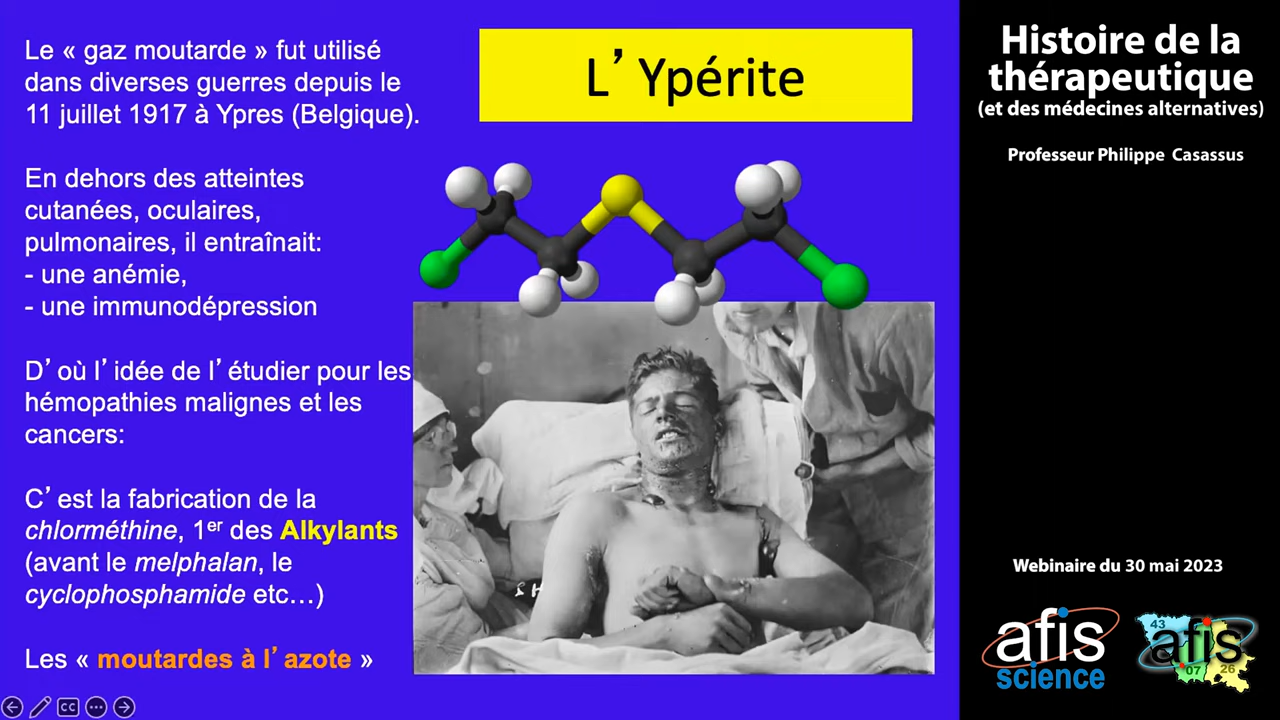 Le « gaz moutarde » fut utilisé
dans diverses guerres depuis le
11 juillet 1917 à Ypres (Belgique).
En dehors des atteintes
cutanées, oculaires,
pulmonaires, il entraînait:
- une anémie,
- une immunodépression
D’où l’idée de l’étudier pour les
hémopathies malignes et les
cancers:
C’est la fabrication de la
chlorméthine, 1er des Alkylants
(avant le melphalan, le
cyclophosphamide etc…)
Les « moutardes à l’azote »
L’Ypérite
Histoire de la
thérapeutique
(et des médecines alternatives)
Professeur Philippe Casassus
Webinaire du 30 mai 2023
afis
science
43
afis
07
26
CC